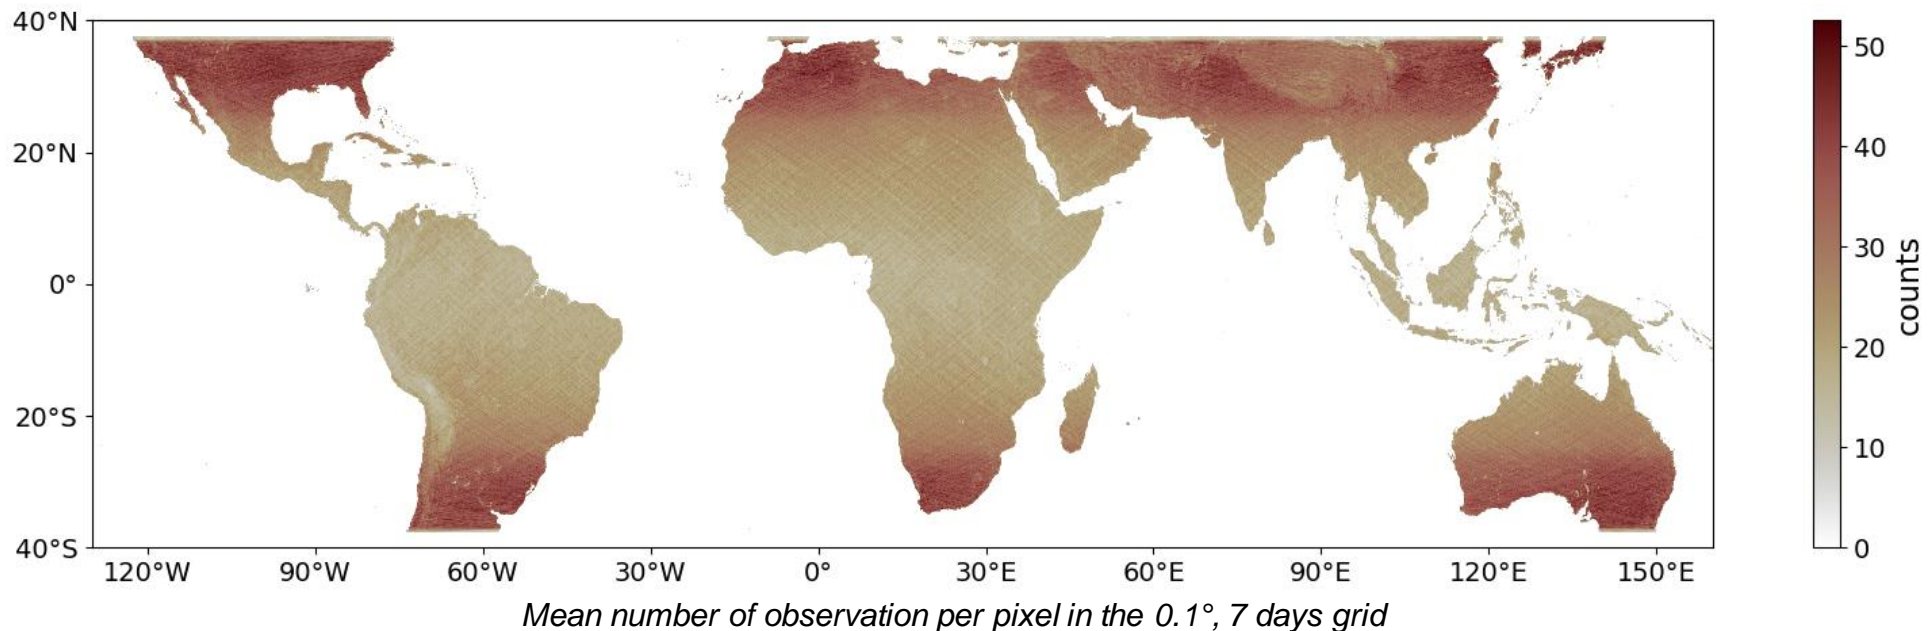 40°N
20°N
0°
20°S
40°S
120°W 90°W 60°W 30°W 0° 30°E 60°E 90°E 120°E 150°E
50
40
30
20
10
0
counts
Mean number of observation per pixel in the 0.1°, 7 days grid